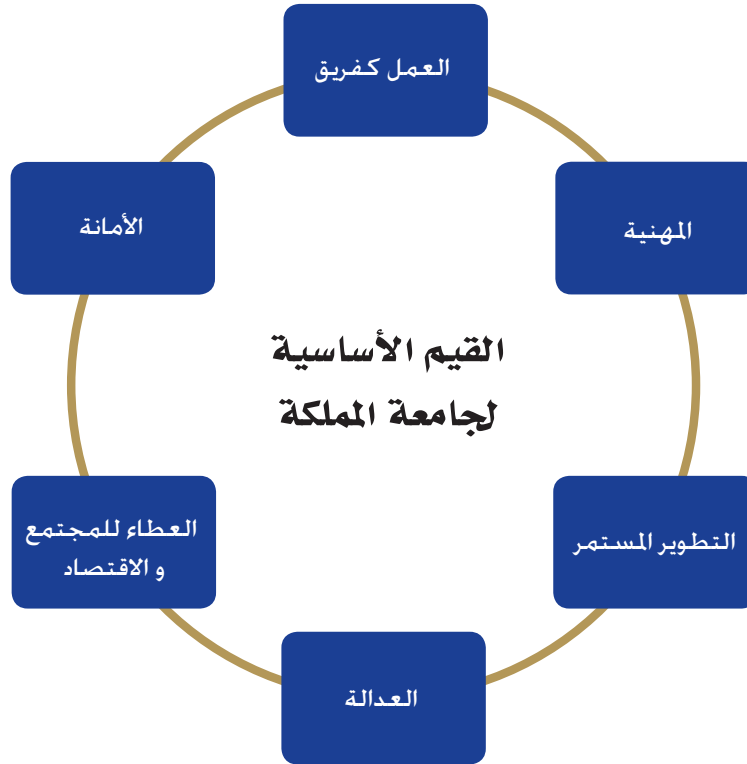 العمل كفريق
المهنية
الأمانة
القيم الأساسية
لجامعة المملكة
التطوير المستمر
العطاء للمجتمع
و الاقتصاد
العدالة